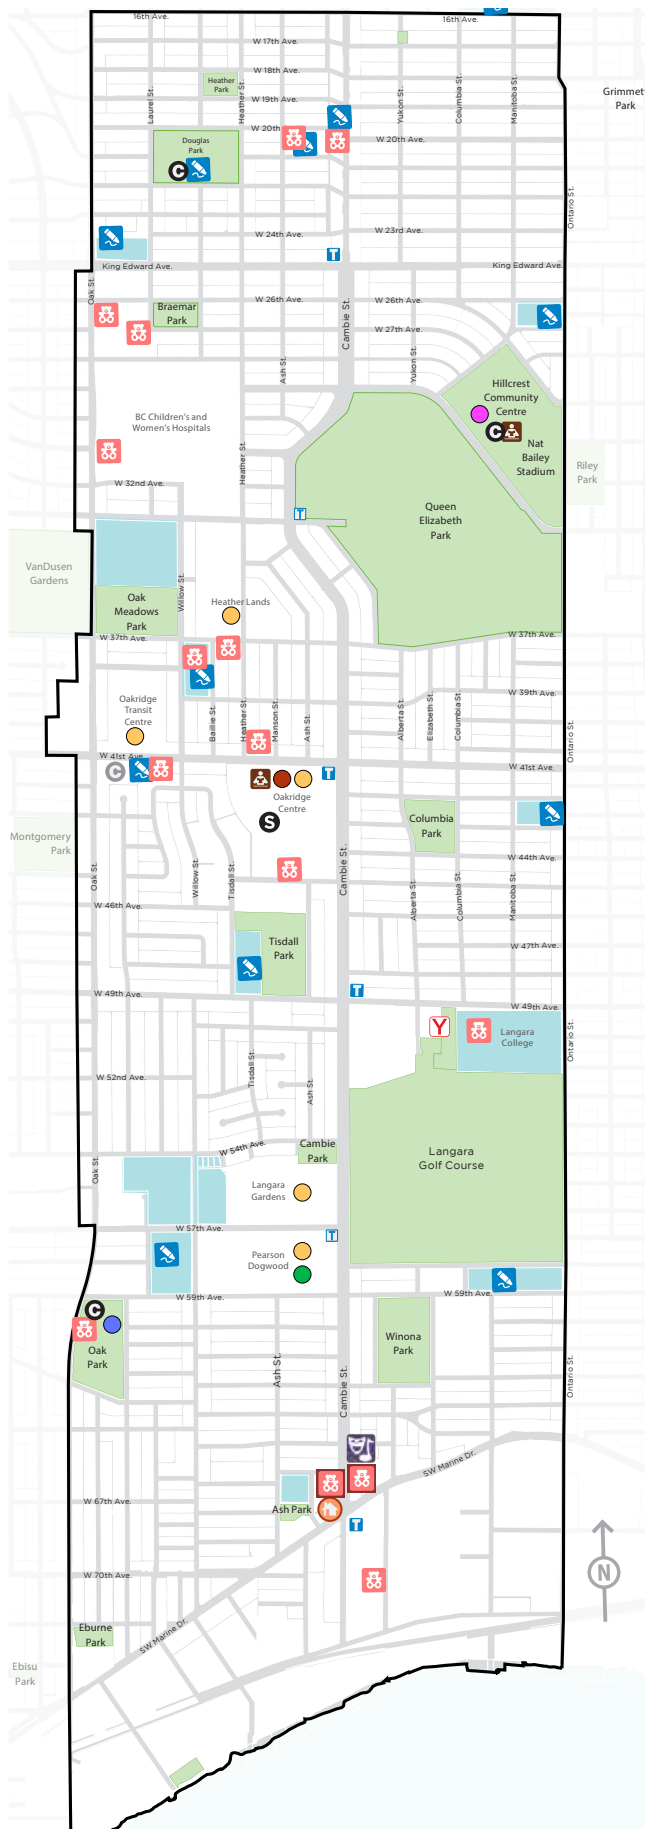 16th Ave.
16th Ave.
W 17th Ave.
W 18th Ave.
Heather
Park
Laurel St.
Heather St.
Yukon St.
Columbia St.
Manitoba St.
Grimmet
Park
W 19th Ave.
W 20th
W 20th Ave.
Douglas
Park
C
Ontario St.
W 24th Ave.
W 23rd Ave.
T
King Edward Ave.
King Edward Ave.
Oak St.
W 26th Ave.
W 26th Ave.
Braemar
Park
Cambie St.
W 27th Ave.
Ash St.
Yukon St.
Hillcrest
Community
Centre
BC Children's and
Women's Hospitals
C
Nat
Bailey
Stadium
Heather St.
Riley
Park
W 32nd Ave.
T
Queen
Elizabeth
Park
VanDusen
Gardens
Willow St.
Oak
Meadows
Park
Heather Lands
W 37th Ave.
W 37th Ave.
W 39th Ave.
Oakridge
Transit
Centre
Baillie St.
Heather St.
Manson St.
Ash St.
Alberta St.
Elizabeth St.
Columbia St.
Ontario St.
W 41st Ave.
W 41st Ave.
C
T
Oakridge
Centre
S
Columbia
Park
Montgomery
Park
Cambie St.
W 44th Ave.
Oak St.
Willow St.
Tisdall St.
Alberta St.
Columbia St.
Manitoba St.
W 46th Ave.
Tisdall
Park
W 47th Ave.
W 49th Ave.
T
W 49th Ave.
Y
Langara
College
Ontario St.
Tisdall St.
W 52nd Ave.
Ash St.
W 54th Ave.
Cambie
Park
Langara
Golf Course
Oak St.
Langara
Gardens
W 57th Ave.
T
Pearson
Dogwood
W 59th Ave.
W 59th Ave.
C
Oak
Park
Winona
Park
Ash St.
Cambie St.
Ontario St.
SW Marine Dr.
W 67th Ave.
Ash Park
T
W 70th Ave.
N
Eburne
Park
SW Marine Dr.
Ebisu
Park